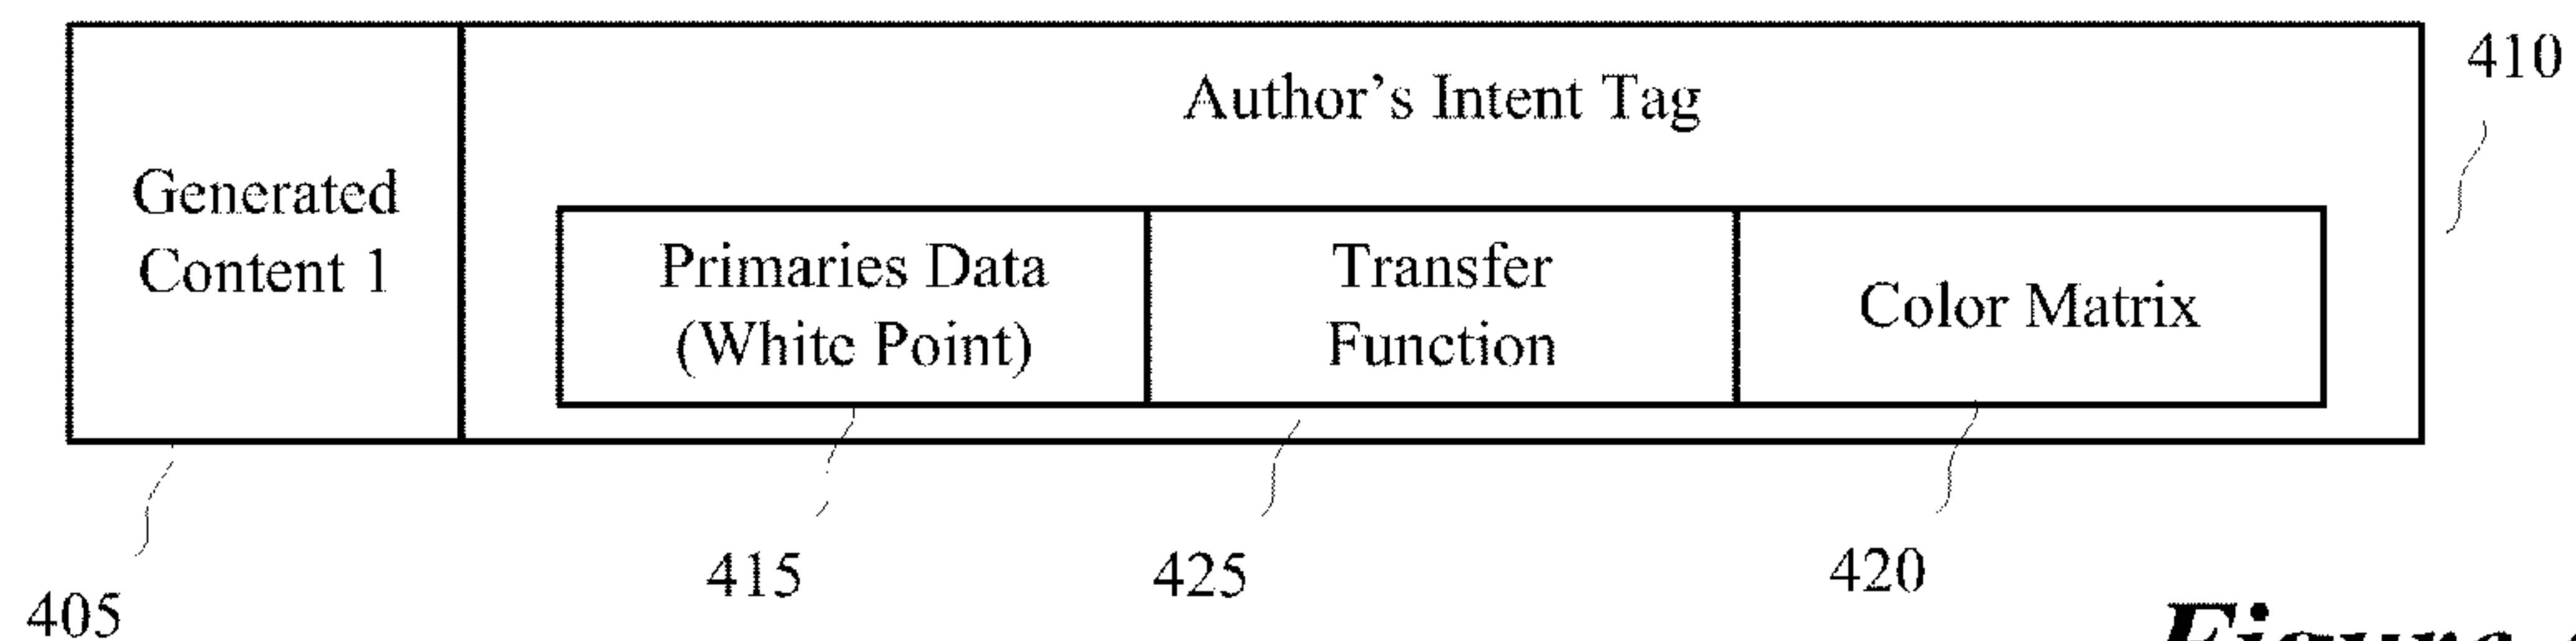 410
Author's Intent Tag
Generated
Content 1
Primaries Data
(White Point)
Transfer
Function
Color Matrix
415
425
420
405
Figure